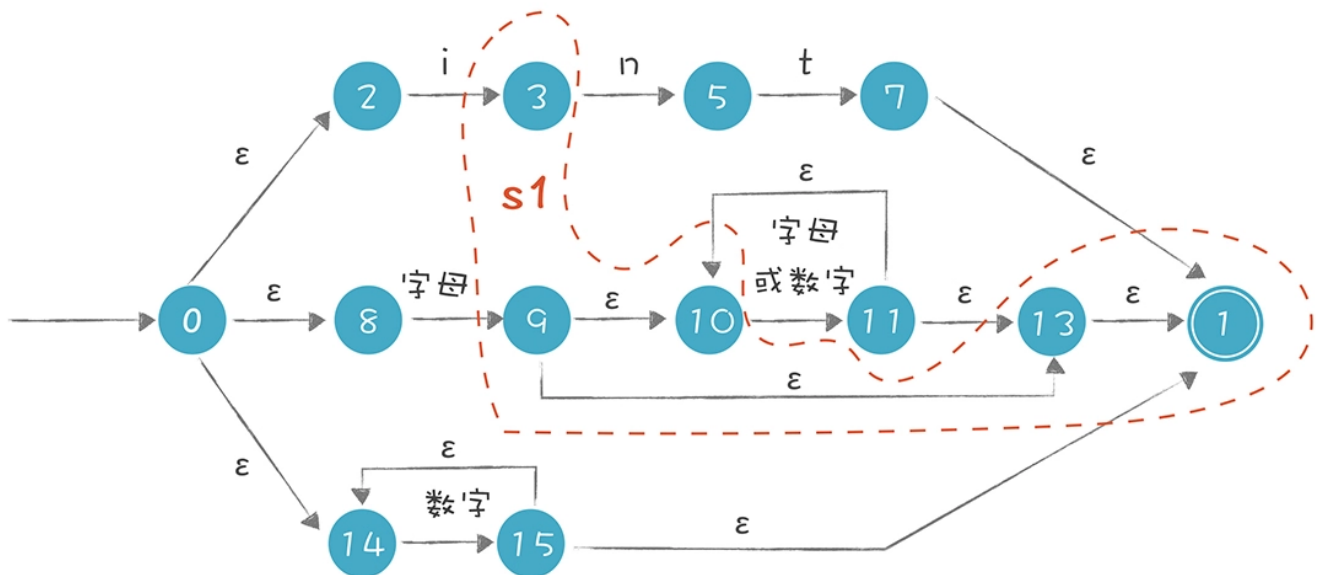 i n t
2 3 5 7
ε ε
s1 ε
字母
或数字
ε 字母 ε ε ε
0 8 9 10 11 13 1
ε
ε ε
数字
14 15 ε